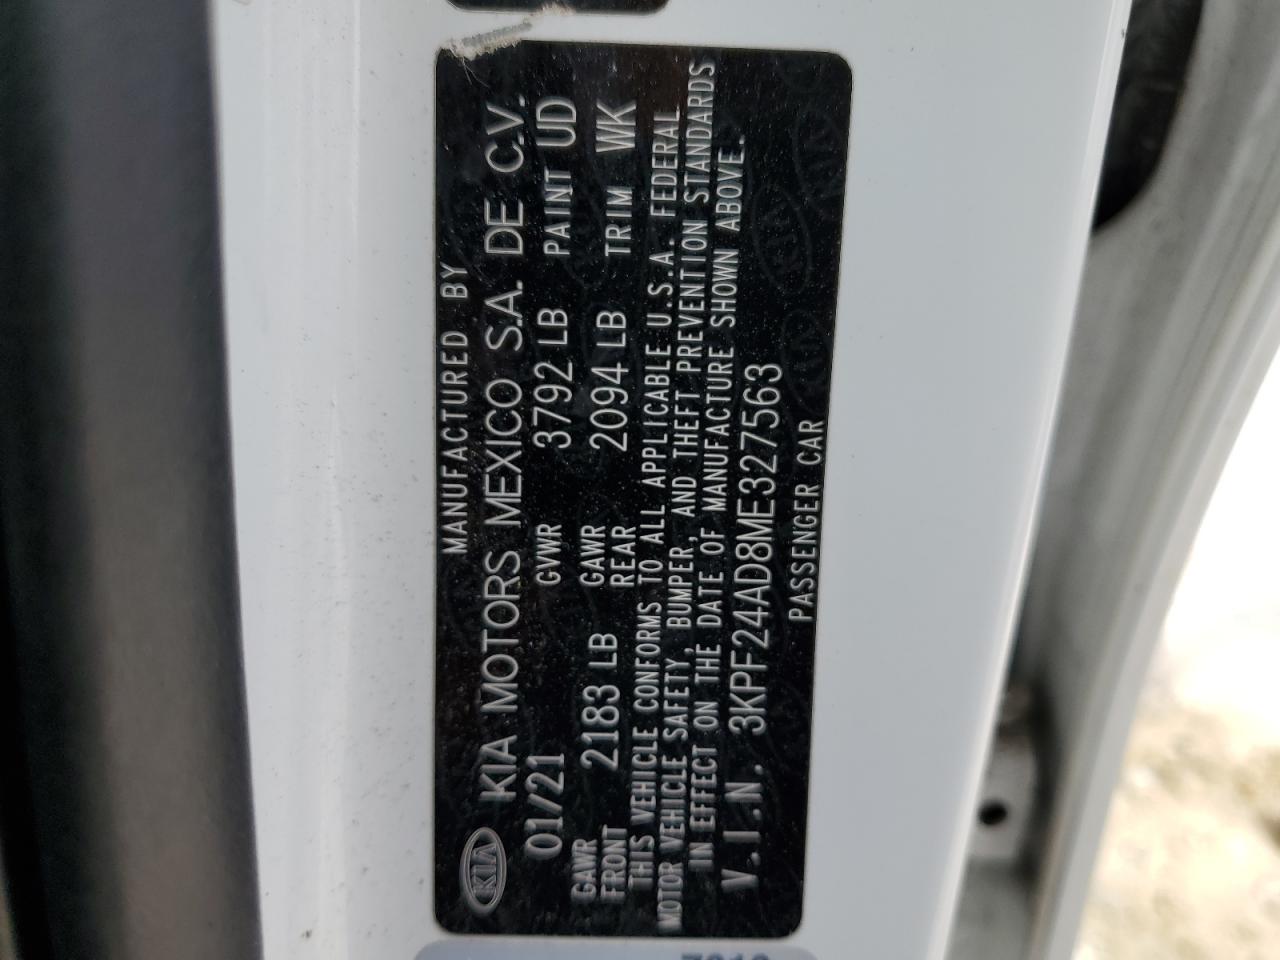 MANUFACTURED BY
KIA KIA MOTORS MEXICO S.A. DE C.V.
01/21 GVWR 3792 LB PAINT UD
GAWR FRONT 2183 LB GAWR REAR 2094 LB TRIM WK
THIS VEHICLE CONFORMS TO ALL APPLICABLE U.S.A. FEDERAL
MOTOR VEHICLE SAFETY, BUMPER, AND THEFT PREVENTION STANDARDS
IN EFFECT ON THE DATE OF MANUFACTURE SHOWN ABOVE.
V.I.N. 3KPF24AD8ME327563
PASSENGER CAR